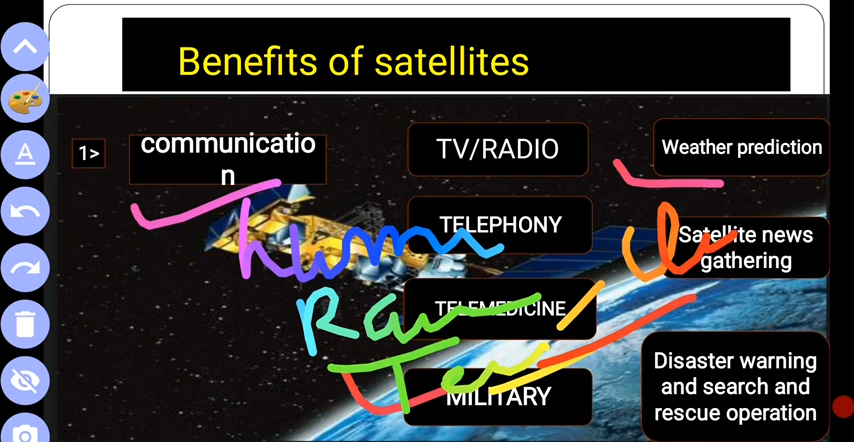 Benefits of satellites
1>
communicatio
n
TV/RADIO
Weather prediction
TELEPHONY
Satellite news
gathering
TELEMEDICINE
MILITARY
Disaster warning
and search and
rescue operation
A